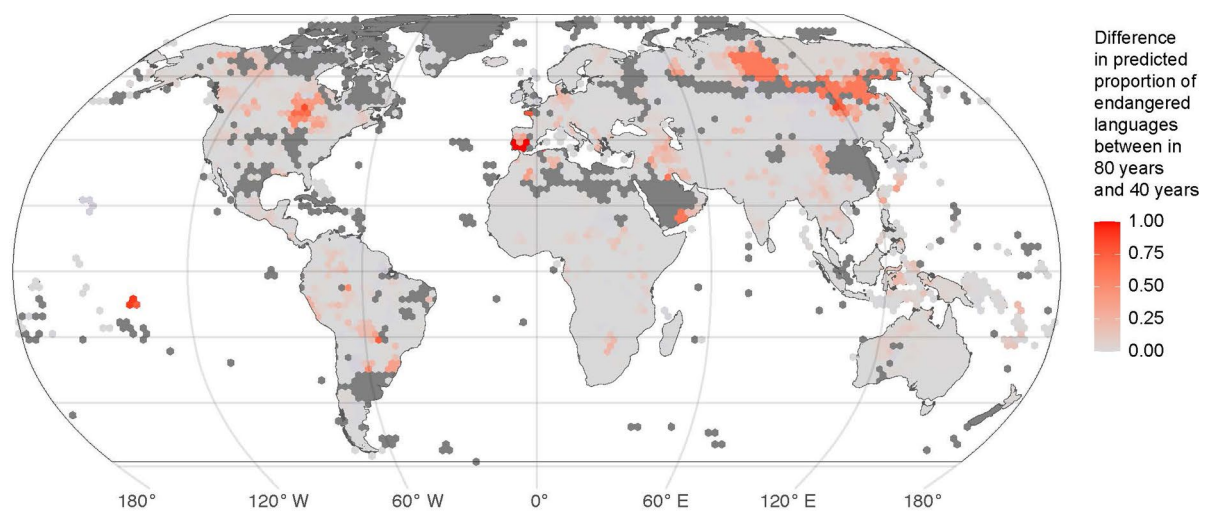 Difference
in predicted
proportion of
endangered
languages
between in
80 years
and 40 years
1.00
0.75
0.50
0.25
0.00
180° 120° W 60° W 0° 60° E 120° E 180°